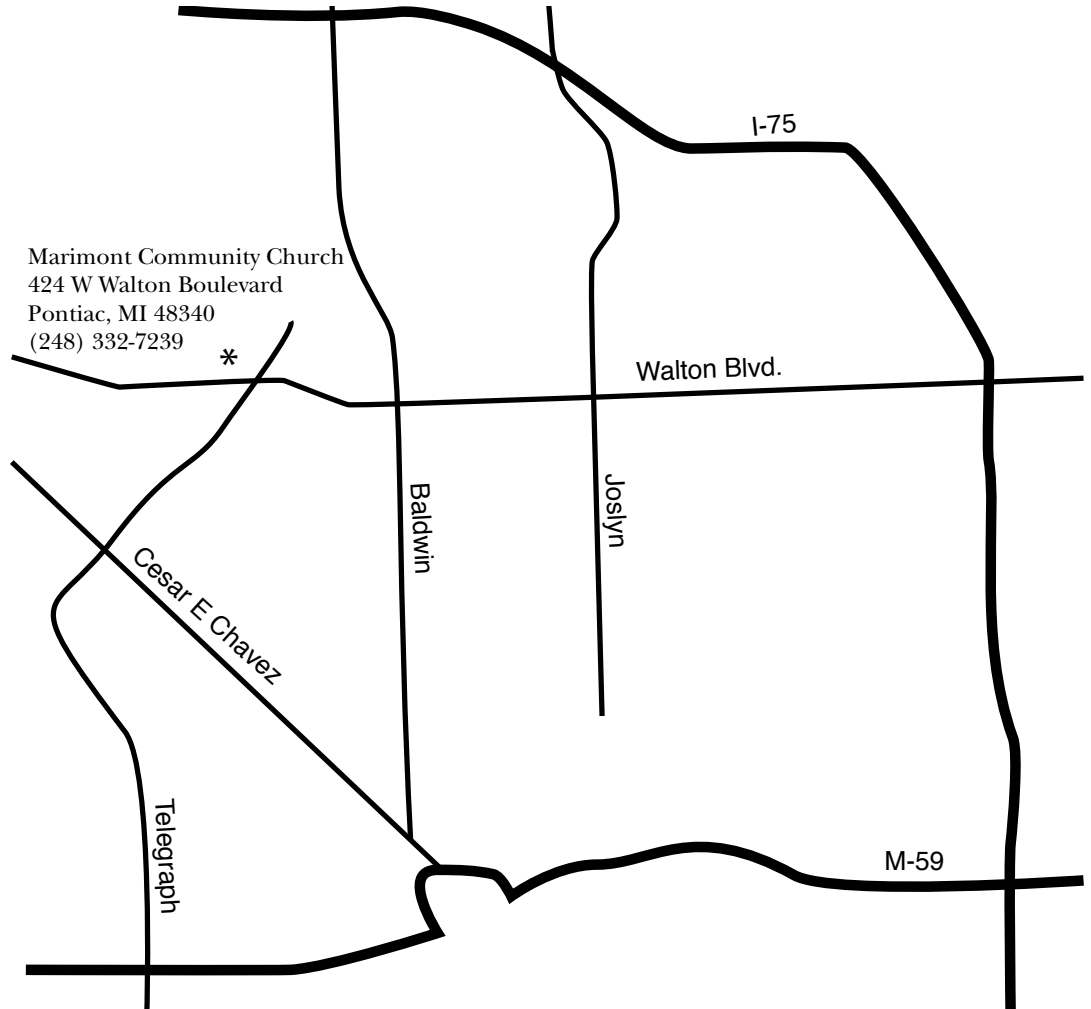 I-75
Marimont Community Church
424 W Walton Boulevard
Pontiac, MI 48340
(248) 332-7239
*
Walton Blvd.
Baldwin
Joslyn
Cesar E Chavez
Telegraph
M-59